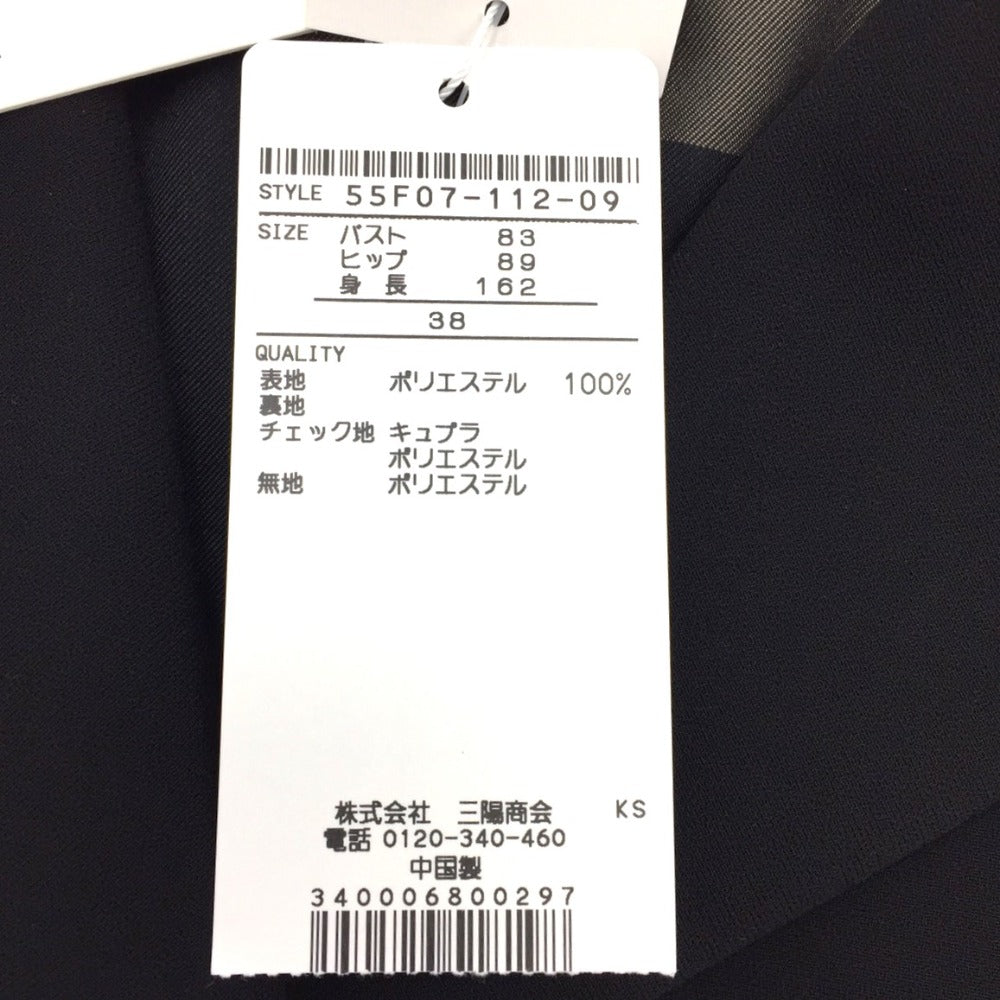 STYLE 55F07-112-09
SIZE バスト 83
ヒップ 89
身長 162
38
QUALITY
表地 ポリエステル 100%
裏地
チェック地 キュプラ
ポリエステル
無地 ポリエステル
株式会社 三陽商会 KS
電話 0120-340-460
中国製
340006800297